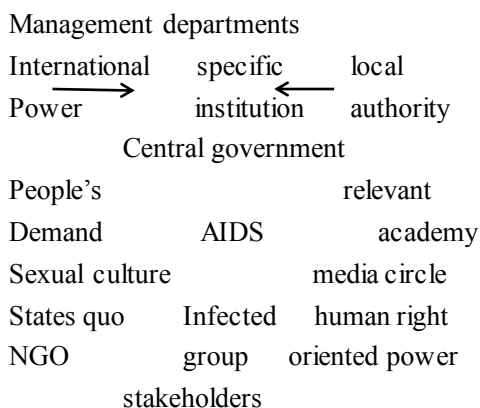 Management departments
International specific local
Power institution authority
Central government
People's relevant
Demand AIDS academy
Sexual culture media circle
States quo Infected human right
NGO group oriented power
stakeholders